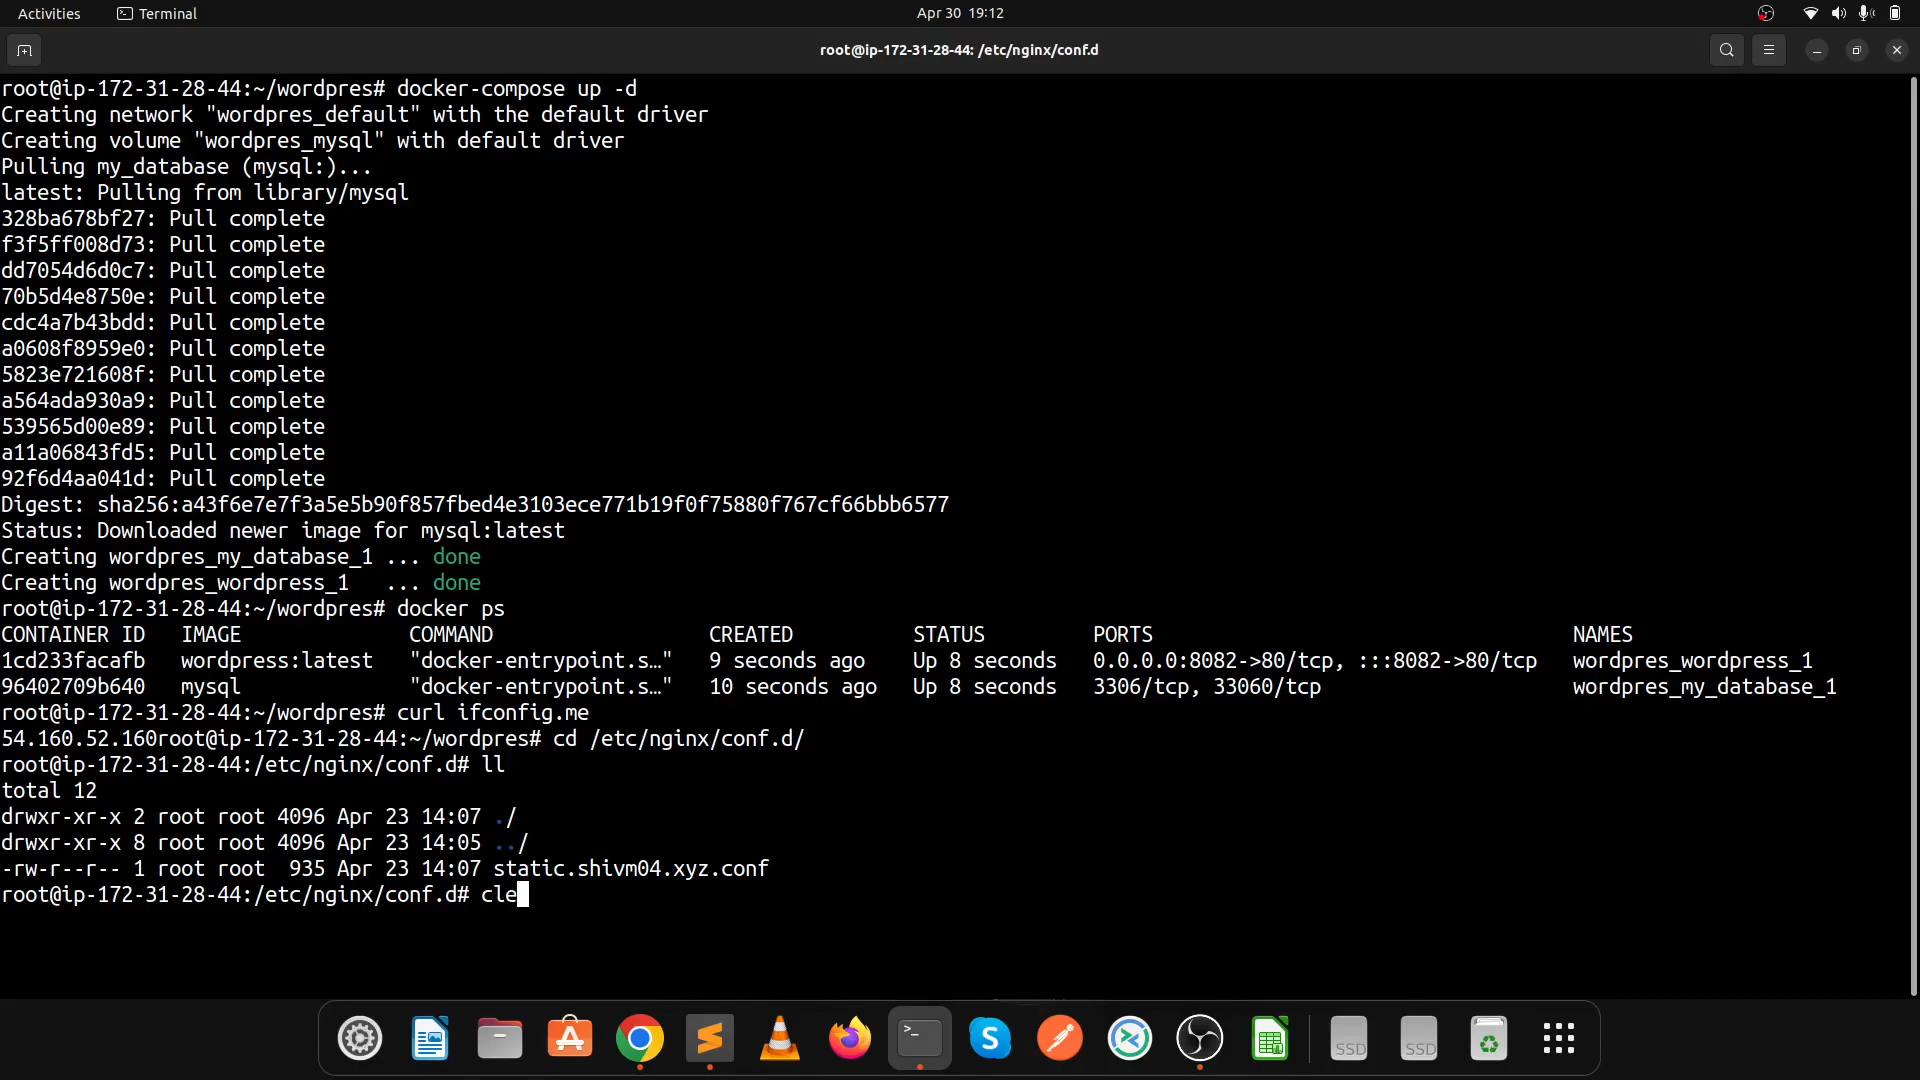 Activities
Terminal
Apr 30 19:12
root@ip-172-31-28-44: /etc/nginx/conf.d
root@ip-172-31-28-44:~/wordpres# docker-compose up -d
Creating network "wordpres_default" with the default driver
Creating volume "wordpres_mysql" with default driver
Pulling my_database (mysql:)...
latest: Pulling from library/mysql
328ba678bf27: Pull complete
f3f5ff008d73: Pull complete
dd7054d6d0c7: Pull complete
70b5d4e8750e: Pull complete
cdc4a7b43bdd: Pull complete
a0608f8959e0: Pull complete
5823e721608f: Pull complete
a564ada930a9: Pull complete
539565d00e89: Pull complete
a11a06843fd5: Pull complete
92f6d4aa041d: Pull complete
Digest: sha256:a43f6e7e7f3a5e5b90f857fbed4e3103ece771b19f0f75880f767cf66bbb6577
Status: Downloaded newer image for mysql:latest
Creating wordpres_my_database_1 ... done
Creating wordpres_wordpress_1   ... done
root@ip-172-31-28-44:~/wordpres# docker ps
CONTAINER ID   IMAGE              COMMAND                  CREATED          STATUS         PORTS                                   NAMES
1cd233facafb   wordpress:latest   "docker-entrypoint.s…"   9 seconds ago    Up 8 seconds   0.0.0.0:8082->80/tcp, :::8082->80/tcp   wordpres_wordpress_1
96402709b640   mysql              "docker-entrypoint.s…"   10 seconds ago   Up 8 seconds   3306/tcp, 33060/tcp                     wordpres_my_database_1
root@ip-172-31-28-44:~/wordpres# curl ifconfig.me
54.160.52.160root@ip-172-31-28-44:~/wordpres# cd /etc/nginx/conf.d/
root@ip-172-31-28-44:/etc/nginx/conf.d# ll
total 12
drwxr-xr-x 2 root root 4096 Apr 23 14:07 ./
drwxr-xr-x 8 root root 4096 Apr 23 14:05 ../
-rw-r--r-- 1 root root  935 Apr 23 14:07 static.shivm04.xyz.conf
root@ip-172-31-28-44:/etc/nginx/conf.d# cle
SSD
SSD